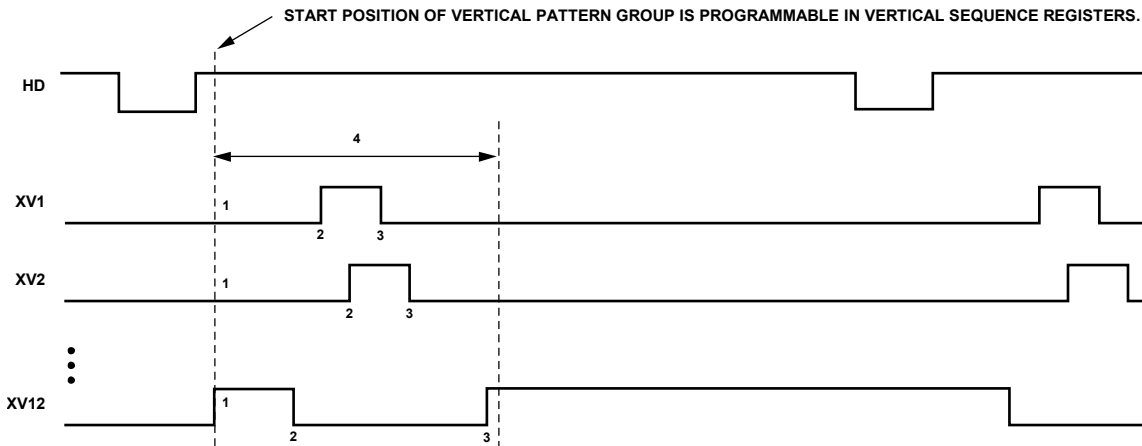 START POSITION OF VERTICAL PATTERN GROUP IS PROGRAMMABLE IN VERTICAL SEQUENCE REGISTERS.
HD
4
XV1
1
2 3
XV2
1
2 3
XV12
1
2 3